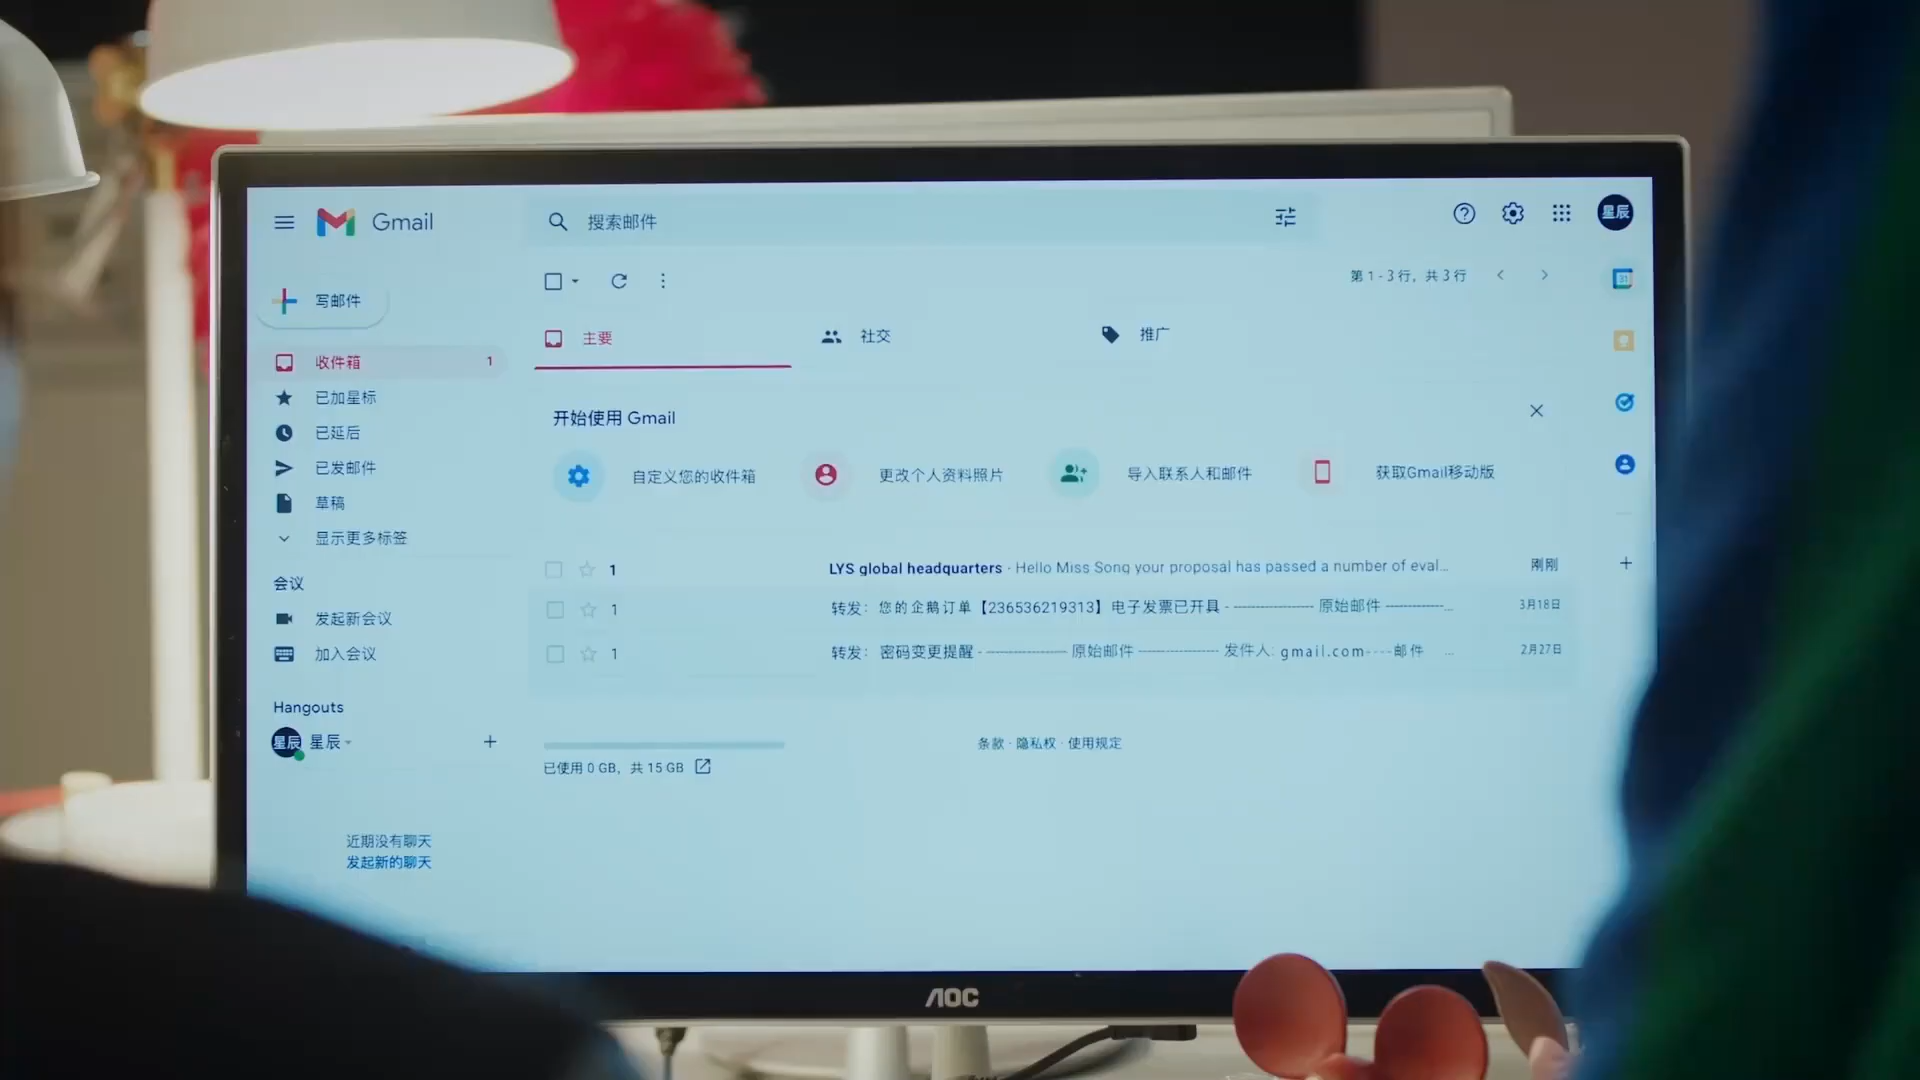 Gmail
搜索邮件
星辰
第 1 - 3 行，共 3 行
31
写邮件
主要
社交
推广
收件箱 1
已加星标
已延后
已发邮件
草稿
显示更多标签
开始使用 Gmail
自定义您的收件箱
更改个人资料照片
导入联系人和邮件
获取Gmail移动版
1 LYS global headquarters · Hello Miss Song your proposal has passed a number of eval... 刚刚
1 转发：您的企鹅订单【236536219313】电子发票已开具 - ---------------- 原始邮件 ------------... 3月18日
1 转发：密码变更提醒 - ---------------- 原始邮件 ---------------- 发件人: gmail.com----邮件 ... 2月27日
会议
发起新会议
加入会议
Hangouts
星辰 星辰
已使用 0 GB，共 15 GB
条款 · 隐私权 · 使用规定
近期没有聊天
发起新的聊天
AOC